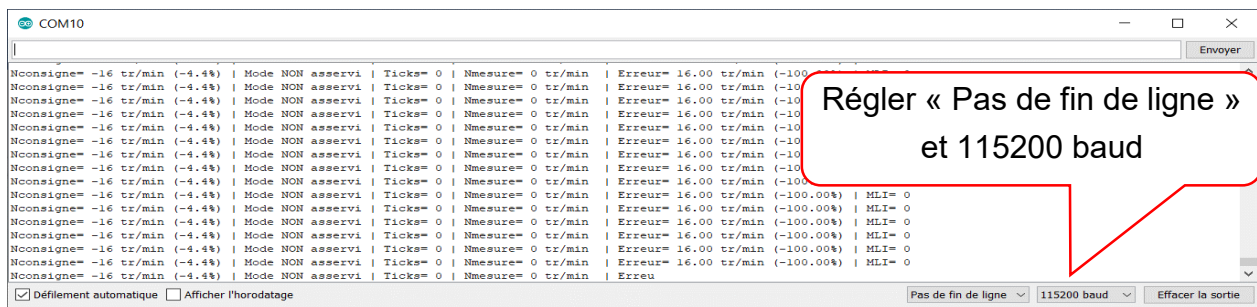 COM10
Envoyer
Nconsigne= -16 tr/min (-4.4%) | Mode NON asservi | Ticks= 0 | Nmesure= 0 tr/min | Erreur= 16.00 tr/min (-100.00%) | MLI= 0
Nconsigne= -16 tr/min (-4.4%) | Mode NON asservi | Ticks= 0 | Nmesure= 0 tr/min | Erreur= 16.00 tr/min (-10
Nconsigne= -16 tr/min (-4.4%) | Mode NON asservi | Ticks= 0 | Nmesure= 0 tr/min | Erreur= 16.00 tr/min (-10
Nconsigne= -16 tr/min (-4.4%) | Mode NON asservi | Ticks= 0 | Nmesure= 0 tr/min | Erreur= 16.00 tr/min (-10
Nconsigne= -16 tr/min (-4.4%) | Mode NON asservi | Ticks= 0 | Nmesure= 0 tr/min | Erreur= 16.00 tr/min (-10
Nconsigne= -16 tr/min (-4.4%) | Mode NON asservi | Ticks= 0 | Nmesure= 0 tr/min | Erreur= 16.00 tr/min (-10
Nconsigne= -16 tr/min (-4.4%) | Mode NON asservi | Ticks= 0 | Nmesure= 0 tr/min | Erreur= 16.00 tr/min (-10
Nconsigne= -16 tr/min (-4.4%) | Mode NON asservi | Ticks= 0 | Nmesure= 0 tr/min | Erreur= 16.00 tr/min (-10
Nconsigne= -16 tr/min (-4.4%) | Mode NON asservi | Ticks= 0 | Nmesure= 0 tr/min | Erreur= 16.00 tr/min (-100
Nconsigne= -16 tr/min (-4.4%) | Mode NON asservi | Ticks= 0 | Nmesure= 0 tr/min | Erreur= 16.00 tr/min (-100.00%) | MLI= 0
Nconsigne= -16 tr/min (-4.4%) | Mode NON asservi | Ticks= 0 | Nmesure= 0 tr/min | Erreur= 16.00 tr/min (-100.00%) | MLI= 0
Nconsigne= -16 tr/min (-4.4%) | Mode NON asservi | Ticks= 0 | Nmesure= 0 tr/min | Erreur= 16.00 tr/min (-100.00%) | MLI= 0
Nconsigne= -16 tr/min (-4.4%) | Mode NON asservi | Ticks= 0 | Nmesure= 0 tr/min | Erreur= 16.00 tr/min (-100.00%) | MLI= 0
Nconsigne= -16 tr/min (-4.4%) | Mode NON asservi | Ticks= 0 | Nmesure= 0 tr/min | Erreur= 16.00 tr/min (-100.00%) | MLI= 0
Nconsigne= -16 tr/min (-4.4%) | Mode NON asservi | Ticks= 0 | Nmesure= 0 tr/min | Erreur= 16.00 tr/min (-100.00%) | MLI= 0
Nconsigne= -16 tr/min (-4.4%) | Mode NON asservi | Ticks= 0 | Nmesure= 0 tr/min | Erreu
Régler « Pas de fin de ligne »
et 115200 baud
Défilement automatique Afficher l'horodatage Pas de fin de ligne 115200 baud Effacer la sortie